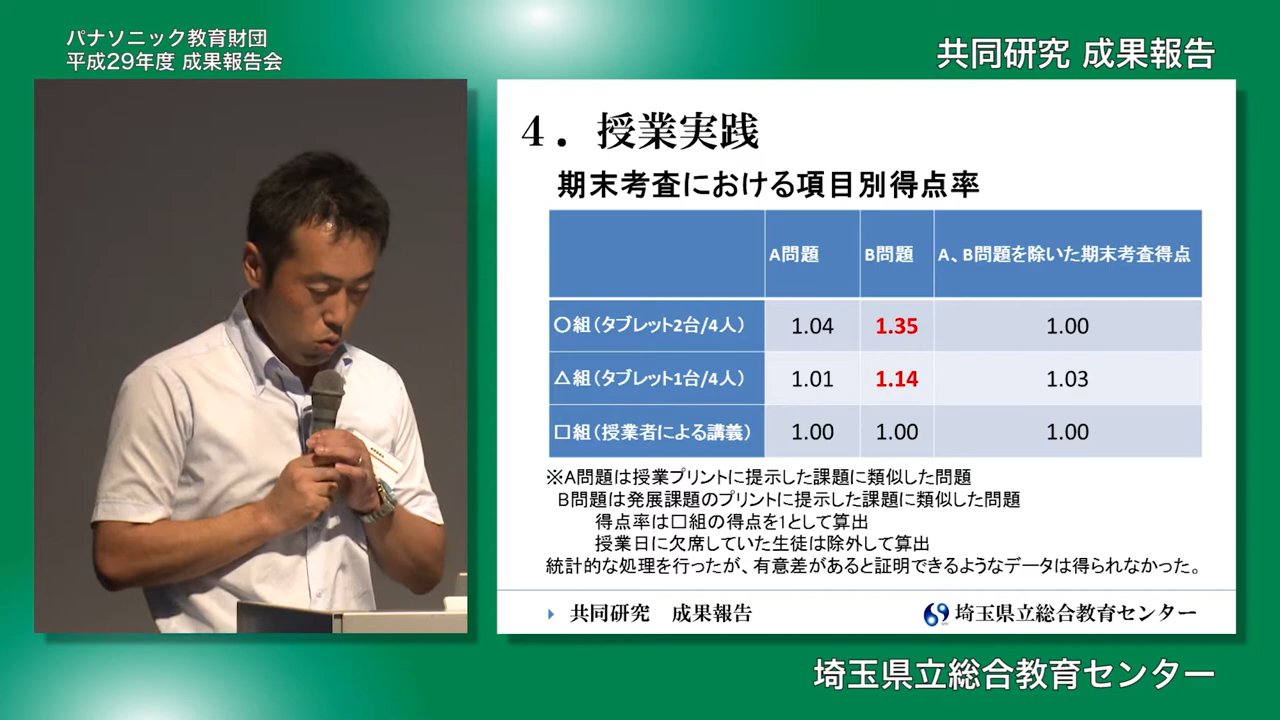 パナソニック教育財団
平成29年度 成果報告会
共同研究 成果報告
４．授業実践
期末考査における項目別得点率
A問題 B問題 A、B問題を除いた期末考査得点
〇組（タブレット2台/4人） 1.04 1.35 1.00
△組（タブレット1台/4人） 1.01 1.14 1.03
□組（授業者による講義） 1.00 1.00 1.00
※A問題は授業プリントに提示した課題に類似した問題
B問題は発展課題のプリントに提示した課題に類似した問題
得点率は□組の得点を1として算出
授業日に欠席していた生徒は除外して算出
統計的な処理を行ったが、有意差があると証明できるようなデータは得られなかった。
共同研究 成果報告
埼玉県立総合教育センター
埼玉県立総合教育センター